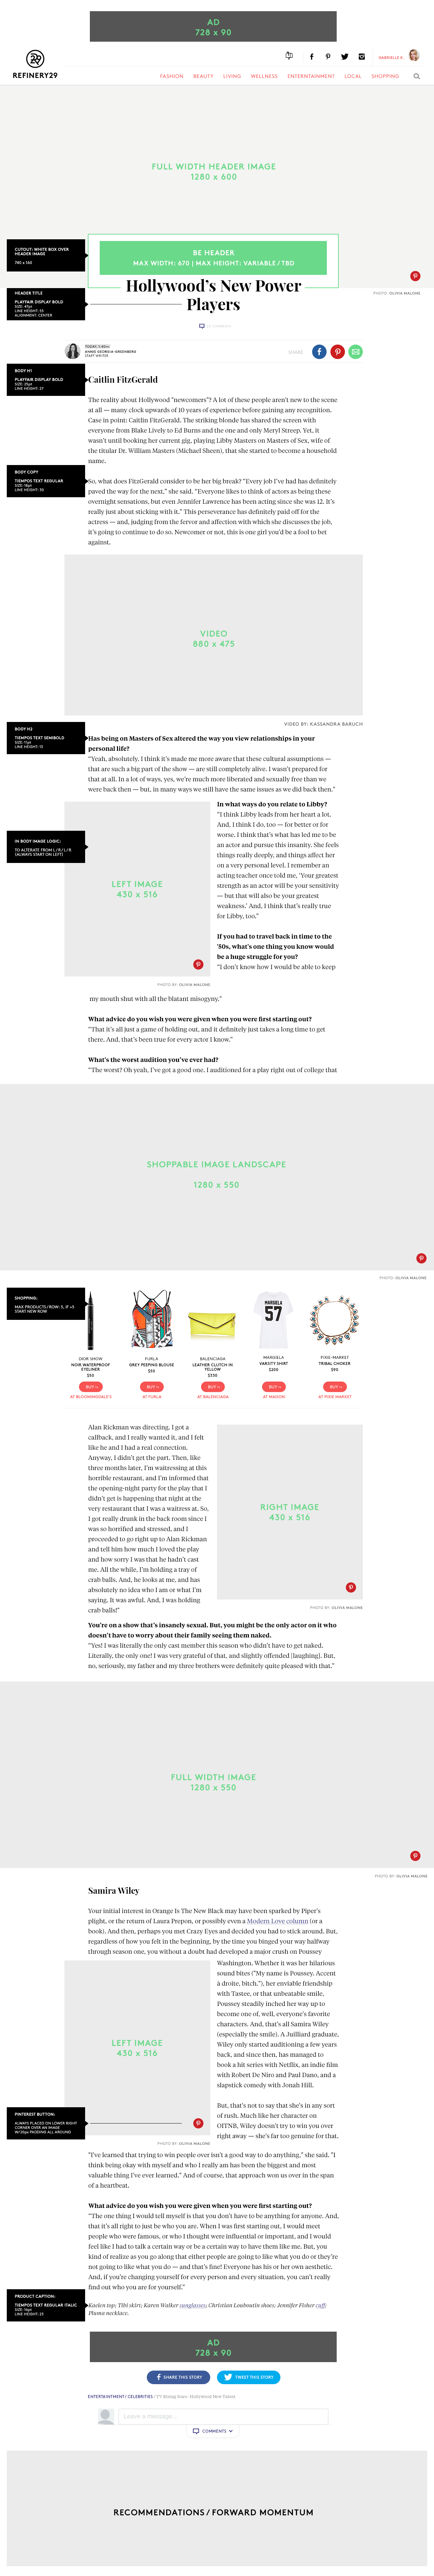 AD
728 x 90
REFINERY29
GABRIELLE K.
FASHION BEAUTY LIVING WELLNESS ENTERNTAINMENT LOCAL SHOPPING
FULL WIDTH HEADER IMAGE
1280 x 600
CUTOUT: WHITE BOX OVER
HEADER IMAGE
740 x 160
BE HEADER
MAX WIDTH: 670 | MAX HEIGHT: VARIABLE / TBD
HEADER TITLE
PLAYFAIR DISPLAY BOLD
SIZE: 47pt
LINE HEIGHT: 55
ALIGNMENT: CENTER
PHOTO: OLIVIA MALONE
Hollywood's New Power
Players
TODAY, 7:30AM
ANNIE GEORGIA GREENBERG
STAFF WRITER
SHARE
BODY H1
PLAYFAIR DISPLAY BOLD
SIZE: 25pt
LINE HEIGHT: 27
Caitlin FitzGerald
The reality about Hollywood "newcomers"? A lot of these people aren't new to the scene
at all — many clock upwards of 10 years of experience before gaining any recognition.
Case in point: Caitlin FitzGerald. The striking blonde has shared the screen with
everyone from Blake Lively to Ed Burns and the one and only Meryl Streep. Yet, it
wasn't until booking her current gig, playing Libby Masters on Masters of Sex, wife of
the titular Dr. William Masters (Michael Sheen), that she started to become a household
name.
BODY COPY
TIEMPOS TEXT REGULAR
SIZE: 18pt
LINE HEIGHT: 30
So, what does FitzGerald consider to be her big break? "Every job I've had has definitely
paved the way for the next," she said. "Everyone likes to think of actors as being these
overnight sensations, but even Jennifer Lawrence has been acting since she was 12. It's
really just about sticking with it." This perseverance has definitely paid off for the
actress — and, judging from the fervor and affection with which she discusses the job,
it's going to continue to do so. Newcomer or not, this is one girl you'd be a fool to bet
against.
VIDEO
880 x 475
VIDEO BY: KASSANDRA BARUCH
BODY H2
TIEMPOS TEXT SEMIBOLD
SIZE: 17pt
LINE HEIGHT: 13
Has being on Masters of Sex altered the way you view relationships in your
personal life?
"Yeah, absolutely. I think it's made me more aware that these cultural assumptions —
that are such a big part of the show — are still completely alive. I wasn't prepared for
that at all. In a lot of ways, yes, we're much more liberated and sexually free than we
were back then — but, in many ways we still have the same issues as we did back then."
IN BODY IMAGE LOGIC:
TO ALTERATE FROM L / R / L / R
(ALWAYS START ON LEFT)
LEFT IMAGE
430 x 516
PHOTO BY: OLIVIA MALONE
In what ways do you relate to Libby?
"I think Libby leads from her heart a lot.
And, I think I do, too — for better or for
worse. I think that's what has led me to be
an actor and pursue this insanity. She feels
things really deeply, and things affect her
on a very personal level. I remember an
acting teacher once told me, 'Your greatest
strength as an actor will be your sensitivity
— but that will also be your greatest
weakness.' And, I think that's really true
for Libby, too."
If you had to travel back in time to the
'50s, what's one thing you know would
be a huge struggle for you?
"I don't know how I would be able to keep
my mouth shut with all the blatant misogyny."
What advice do you wish you were given when you were first starting out?
"That it's all just a game of holding out, and it definitely just takes a long time to get
there. And, that's been true for every actor I know."
What's the worst audition you've ever had?
"The worst? Oh yeah, I've got a good one. I auditioned for a play right out of college that
SHOPPABLE IMAGE LANDSCAPE
1280 x 550
PHOTO: OLIVIA MALONE
SHOPPING:
MAX PRODUCTS / ROW: 5, IF +5
START NEW ROW
MARGIELA
57
DIOR SHOW
NOIR WATERPROOF
EYELINER
$50
BUY
AT BLOOMINGDALE'S
FURLA
GREY PEEPING BLOUSE
$50
BUY
AT FURLA
BALENCIAGA
LEATHER CLUTCH IN
YELLOW
$330
BUY
AT BALENCIAGA
MARGIELA
VARSITY SHIRT
$200
BUY
AT MAISON
PIXIE-MARKET
TRIBAL CHOKER
$90
BUY
AT PIXIE MARKET
Alan Rickman was directing. I got a
callback, and I really wanted it, and I felt
like he and I had a real connection.
Anyway, I didn't get the part. Then, like
three months later, I'm waitressing at this
horrible restaurant, and I'm informed that
the opening-night party for the play that I
didn't get is happening that night at the
very restaurant that I was a waitress at. So,
I got really drunk in the back room since I
was so horrified and stressed, and I
proceeded to go right up to Alan Rickman
and tell him how much I loved the play
and how sorry I was that he hadn't cast
me. All the while, I'm holding a tray of
crab balls. And, he looks at me, and has
absolutely no idea who I am or what I'm
saying. It was awful. And, I was holding
crab balls!"
RIGHT IMAGE
430 x 516
PHOTO BY: OLIVIA MALONE
You're on a show that's insanely sexual. But, you might be the only actor on it who
doesn't have to worry about their family seeing them naked.
"Yes! I was literally the only cast member this season who didn't have to get naked.
Literally, the only one! I was very grateful of that, and slightly offended [laughing]. But,
no, seriously, my father and my three brothers were definitely quite pleased with that."
FULL WIDTH IMAGE
1280 x 550
PHOTO BY: OLIVIA MALONE
Samira Wiley
Your initial interest in Orange Is The New Black may have been sparked by Piper's
plight, or the return of Laura Prepon, or possibly even a Modern Love column (or a
book). And then, perhaps you met Crazy Eyes and decided you had to stick around. But,
regardless of how you felt in the beginning, by the time you binged your way halfway
through season one, you without a doubt had developed a major crush on Poussey
Washington. Whether it was her hilarious
sound bites ("My name is Poussey. Accent
à droite, bitch."), her enviable friendship
with Tastee, or that unbeatable smile,
Poussey steadily inched her way up to
become one of, well, everyone's favorite
characters. And, that's all Samira Wiley
(especially the smile). A Juilliard graduate,
Wiley only started auditioning a few years
back, and since then, has managed to
book a hit series with Netflix, an indie film
with Robert De Niro and Paul Dano, and a
slapstick comedy with Jonah Hill.
But, that's not to say that she's in any sort
of rush. Much like her character on
OITNB, Wiley doesn't try to win you over
right away — she's far too genuine for that.
LEFT IMAGE
430 x 516
PINTEREST BUTTON:
ALWAYS PLACED ON LOWER RIGHT
CORNER OVER AN IMAGE
W/ 20px PADDING ALL AROUND
PHOTO BY: OLIVIA MALONE
"I've learned that trying to win people over isn't a good way to do anything," she said. "I
think being okay with myself and who I really am has been the biggest and most
valuable thing I've ever learned." And of course, that approach won us over in the span
of a heartbeat.
What advice do you wish you were given when you were first starting out?
"The one thing I would tell myself is that you don't have to be anything for anyone. And,
that it's all right to just be who you are. When I was first starting out, I would meet
people who were famous, or who I thought were influential or important, and I would
feel like I had to talk a certain way or be a certain way to have them like me. But, you
kind of realize as you go along that either people are going to like what you do or they're
not going to like what you do — and that's fine! Everyone has his or her own aesthetic.
And, if you're yourself consistently, for every person and every situation, you can't really
find out who you are for yourself."
PRODUCT CAPTION:
TIEMPOS TEXT REGULAR ITALIC
SIZE: 14pt
LINE HEIGHT: 23
Kaelen top; Tibi skirt; Karen Walker sunglasses; Christian Louboutin shoes; Jennifer Fisher cuff;
Pluma necklace.
AD
728 x 90
SHARE THIS STORY
TWEET THIS STORY
ENTERTAINTMENT / CELEBRITIES / TV Rising Stars- Hollywood New Talent
Leave a message...
COMMENTS
RECOMMENDATIONS / FORWARD MOMENTUM